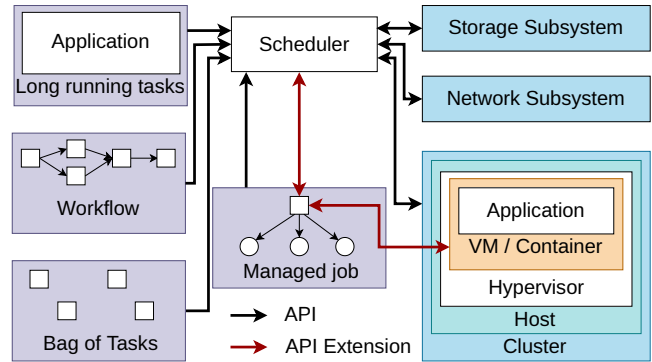 Application
Long running tasks
Scheduler
Storage Subsystem
Network Subsystem
Workflow
Managed job
Bag of Tasks
Application
VM / Container
Hypervisor
Host
Cluster
API
API Extension